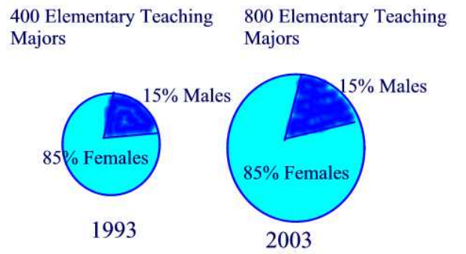 400 Elementary Teaching
Majors
800 Elementary Teaching
Majors
15% Males
85% Females
1993
15% Males
85% Females
2003